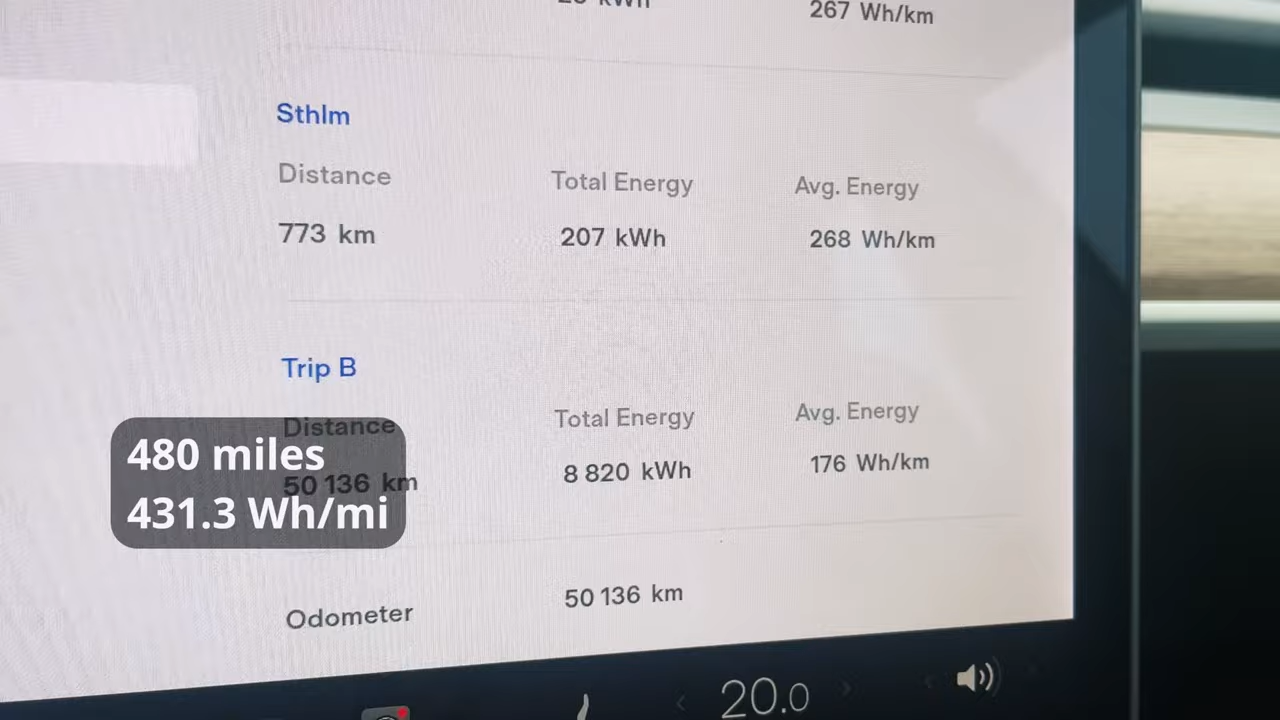 267 Wh/km
Sthlm
Distance Total Energy Avg. Energy
773 km 207 kWh 268 Wh/km
Trip B
Distance Total Energy Avg. Energy
50 136 km 8 820 kWh 176 Wh/km
480 miles
431.3 Wh/mi
Odometer 50 136 km
20.0